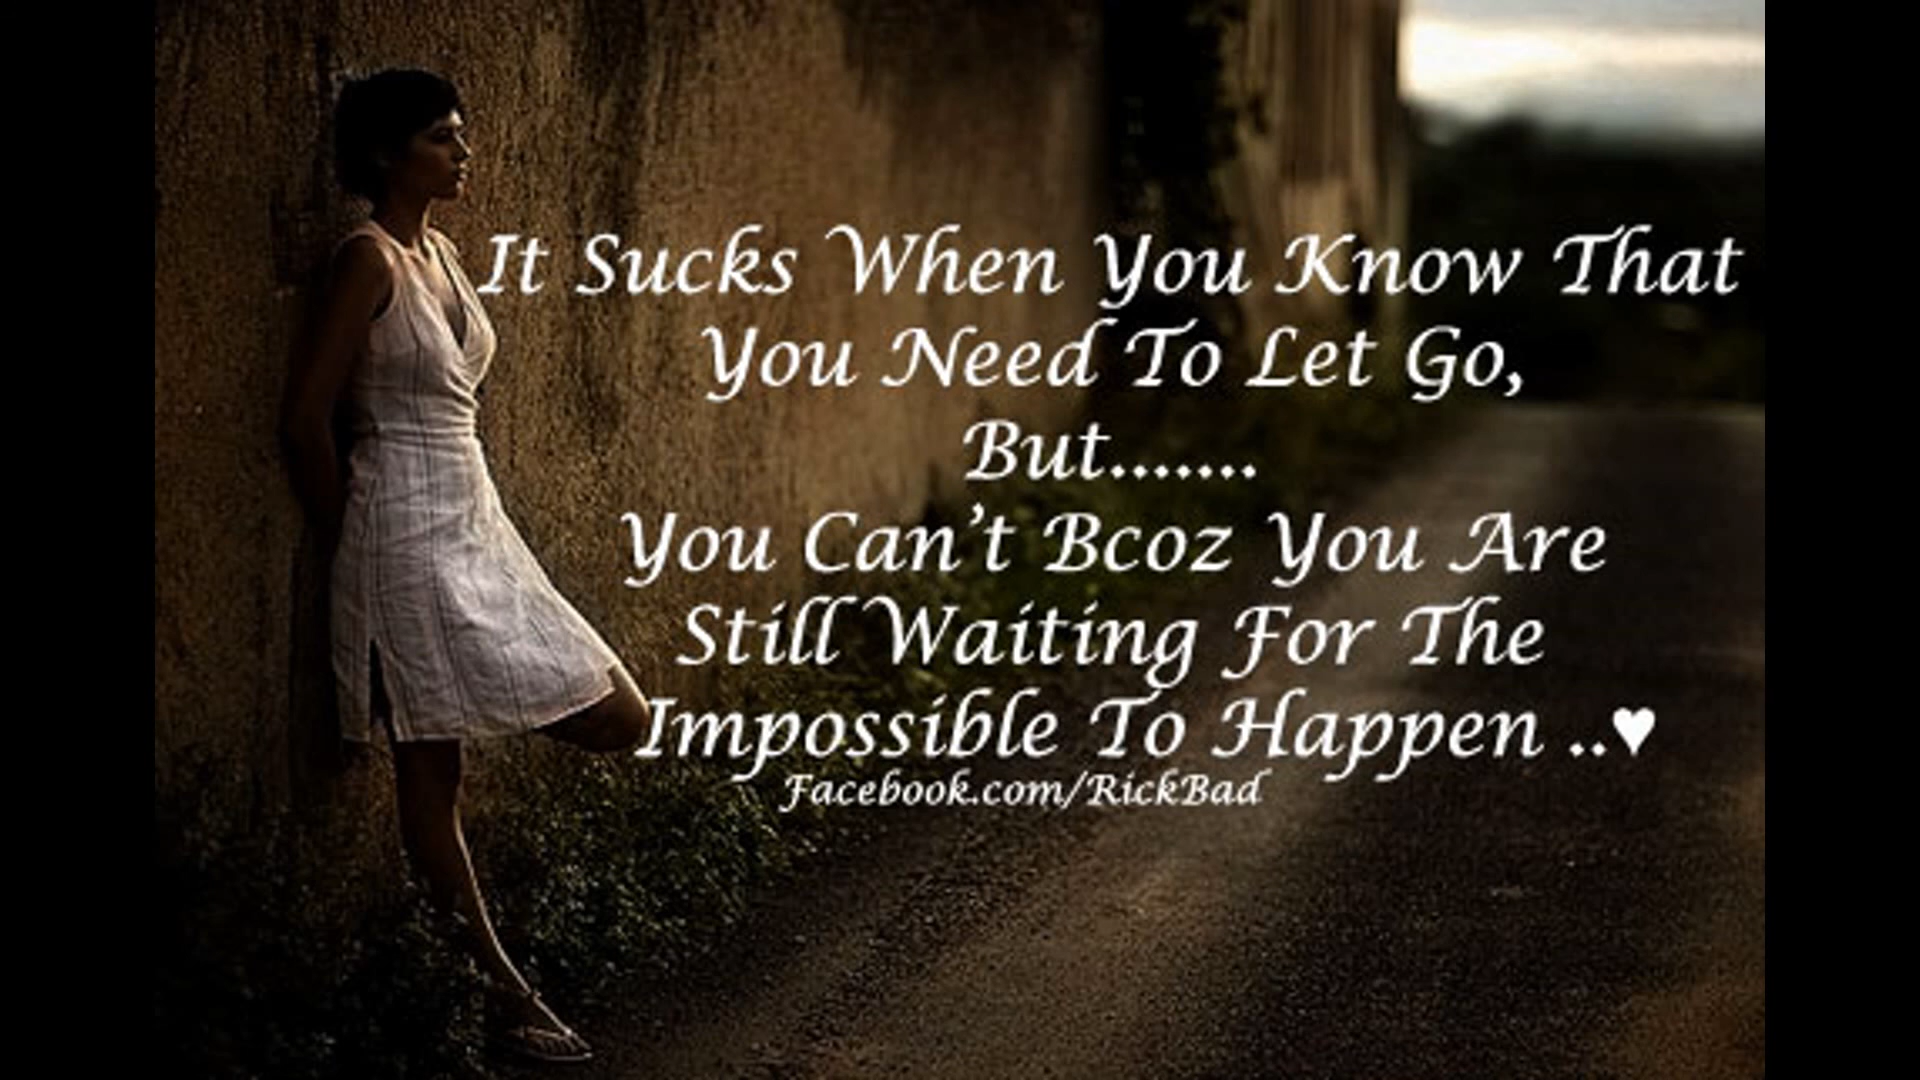 It Sucks When You Know That
You Need To Let Go,
But.......
You Can't Bcoz You Are
Still Waiting For The
Impossible To Happen ..♥
Facebook.com/RickBad